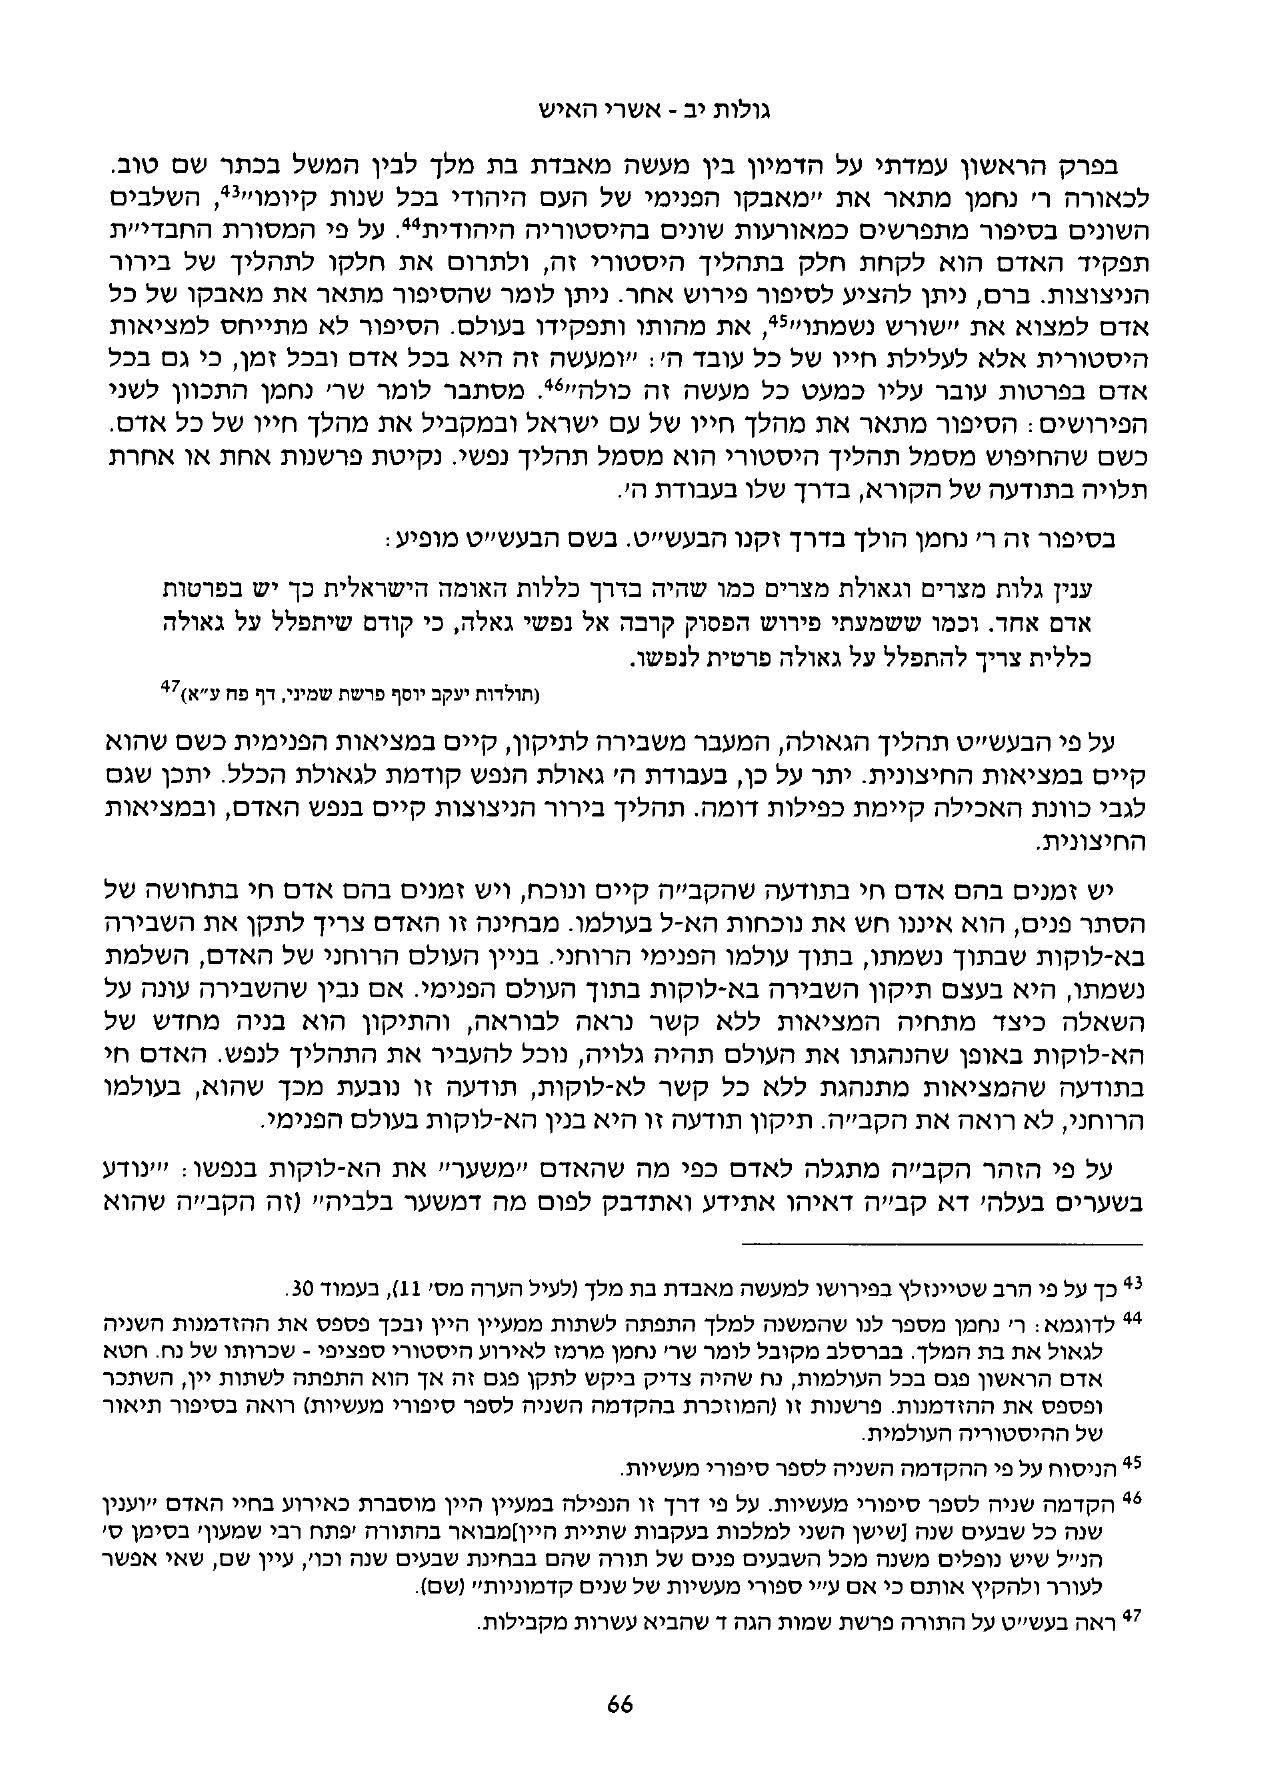 גולות יב - אשרי האיש
בפרק הראשון עמדתי על הדמיון בין מעשה מאבדת בת מלך לבין המשל בכתר שם טוב.
לכאורה ר' נחמן מתאר את "מאבקו הפנימי של העם היהודי בכל שנות קיומו"43, השלבים
השונים בסיפור מתפרשים כמאורעות שונים בהיסטוריה היהודית44. על פי המסורת החבדי"ת
תפקיד האדם הוא לקחת חלק בתהליך היסטורי זה, ולתרום את חלקו לתהליך של בירור
הניצוצות. ברם, ניתן להציע לסיפור פירוש אחר. ניתן לומר שהסיפור מתאר את מאבקו של כל
אדם למצוא את "שורש נשמתו"45, את מהותו ותפקידו בעולם. הסיפור לא מתייחס למציאות
היסטורית אלא לעלילת חייו של כל עובד ה': "ומעשה זה היא בכל אדם ובכל זמן, כי גם בכל
אדם בפרטות עובר עליו כמעט כל מעשה זה כולה"46. מסתבר לומר שר' נחמן התכוון לשני
הפירושים: הסיפור מתאר את מהלך חייו של עם ישראל ובמקביל את מהלך חייו של כל אדם.
כשם שהחיפוש מסמל תהליך היסטורי הוא מסמל תהליך נפשי. נקיטת פרשנות אחת או אחרת
תלויה בתודעה של הקורא, בדרך שלו בעבודת ה'.
בסיפור זה ר' נחמן הולך בדרך זקנו הבעש"ט. בשם הבעש"ט מופיע:
ענין גלות מצרים וגאולת מצרים כמו שהיה בדרך כללות האומה הישראלית כך יש בפרטות
אדם אחד. וכמו ששמעתי פירוש הפסוק קרבה אל נפשי גאלה, כי קודם שיתפלל על גאולה
כללית צריך להתפלל על גאולה פרטית לנפשו.
(תולדות יעקב יוסף פרשת שמיני, דף פח ע"א)47
על פי הבעש"ט תהליך הגאולה, המעבר משבירה לתיקון, קיים במציאות הפנימית כשם שהוא
קיים במציאות החיצונית. יתר על כן, בעבודת ה' גאולת הנפש קודמת לגאולת הכלל. יתכן שגם
לגבי כוונת האכילה קיימת כפילות דומה. תהליך בירור הניצוצות קיים בנפש האדם, ובמציאות
החיצונית.
יש זמנים בהם אדם חי בתודעה שהקב"ה קיים ונוכח, ויש זמנים בהם אדם חי בתחושה של
הסתר פנים, הוא איננו חש את נוכחות הא-ל בעולמו. מבחינה זו האדם צריך לתקן את השבירה
בא-לוקות שבתוך נשמתו, בתוך עולמו הפנימי הרוחני. בניין העולם הרוחני של האדם, השלמת
נשמתו, היא בעצם תיקון השבירה בא-לוקות בתוך העולם הפנימי. אם נבין שהשבירה עונה על
השאלה כיצד מתחיה המציאות ללא קשר נראה לבוראה, והתיקון הוא בניה מחדש של
הא-לוקות באופן שהנהגתו את העולם תהיה גלויה, נוכל להעביר את התהליך לנפש. האדם חי
בתודעה שהמציאות מתנהגת ללא כל קשר לא-לוקות, תודעה זו נובעת מכך שהוא, בעולמו
הרוחני, לא רואה את הקב"ה. תיקון תודעה זו היא בנין הא-לוקות בעולם הפנימי.
על פי הזהר הקב"ה מתגלה לאדם כפי מה שהאדם "משער" את הא-לוקות בנפשו: "'נודע
בשערים בעלה' דא קב"ה דאיהו אתידע ואתדבק לפום מה דמשער בלביה" (זה הקב"ה שהוא
43 כך על פי הרב שטיינזלץ בפירושו למעשה מאבדת בת מלך (לעיל הערה מס' 11), בעמוד 30.
44 לדוגמא: ר' נחמן מספר לנו שהמשנה למלך התפתה לשתות ממעיין היין ובכך פספס את ההזדמנות השניה
לגאול את בת המלך. בברסלב מקובל לומר שר' נחמן מרמז לאירוע היסטורי ספציפי - שכרותו של נח. חטא
אדם הראשון פגם בכל העולמות, נח שהיה צדיק ביקש לתקן פגם זה אך הוא התפתה לשתות יין, השתכר
ופספס את ההזדמנות. פרשנות זו (המוזכרת בהקדמה השניה לספר סיפורי מעשיות) רואה בסיפור תיאור
של ההיסטוריה העולמית.
45 הניסוח על פי ההקדמה השניה לספר סיפורי מעשיות.
46 הקדמה שניה לספר סיפורי מעשיות. על פי דרך זו הנפילה במעיין היין מוסברת כאירוע בחיי האדם "וענין
שנה כל שבעים שנה [שישן השני למלכות בעקבות שתיית היין]מבואר בהתורה 'פתח רבי שמעון' בסימן ס'
הנ"ל שיש נופלים משנה מכל השבעים פנים של תורה שהם בבחינת שבעים שנה וכו', עיין שם, שאי אפשר
לעורר ולהקיץ אותם כי אם ע"י ספורי מעשיות של שנים קדמוניות" (שם).
47 ראה בעש"ט על התורה פרשת שמות הגה ד שהביא עשרות מקבילות.
66